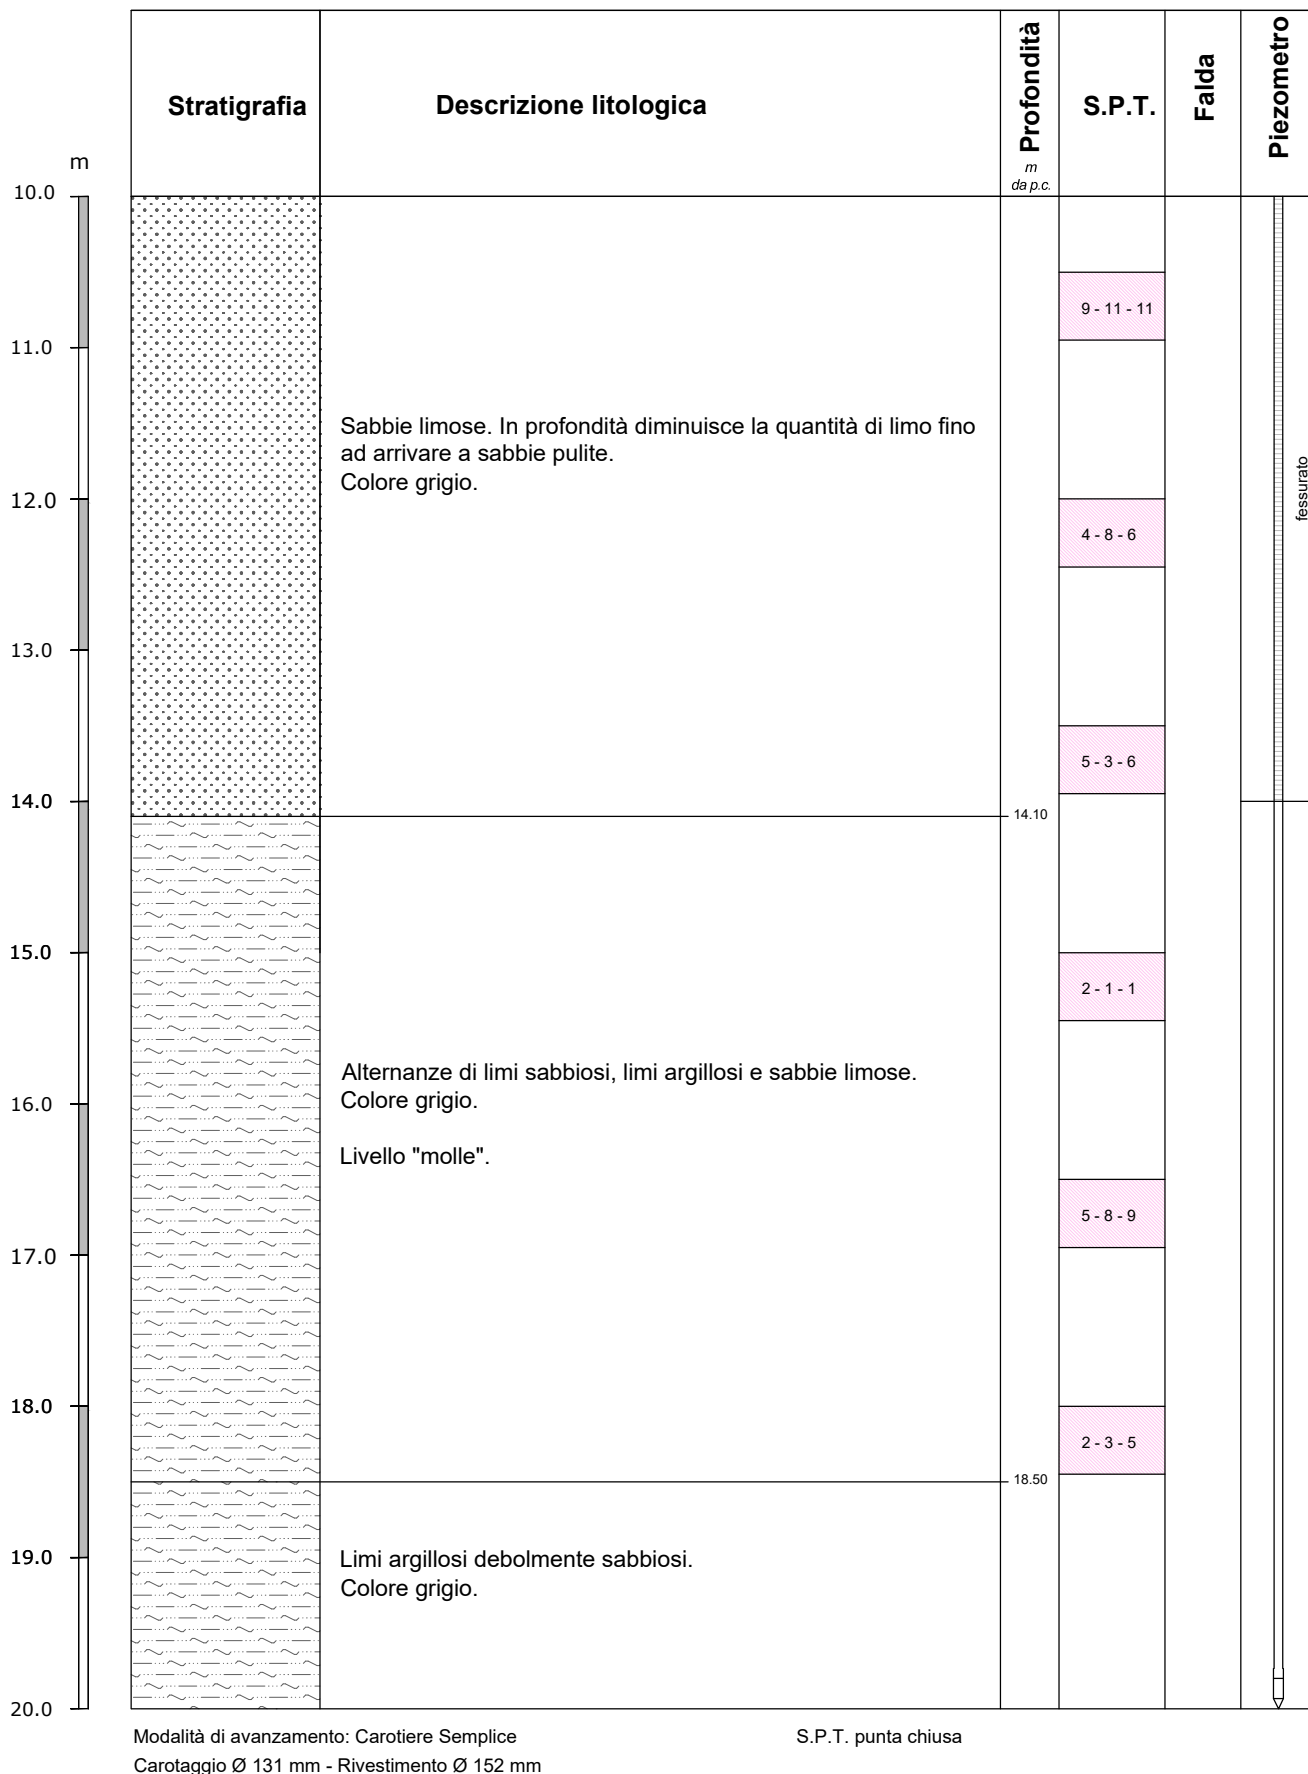 Stratigrafia
Descrizione litologica
Profondità
m
da p.c.
S.P.T.
Falda
Piezometro
m
10.0
9 - 11 - 11
11.0
Sabbie limose. In profondità diminuisce la quantità di limo fino
ad arrivare a sabbie pulite.
Colore grigio.
fessurato
12.0
4 - 8 - 6
13.0
5 - 3 - 6
14.0
14.10
15.0
2 - 1 - 1
Alternanze di limi sabbiosi, limi argillosi e sabbie limose.
Colore grigio.
16.0
Livello "molle".
5 - 8 - 9
17.0
18.0
2 - 3 - 5
18.50
19.0
Limi argillosi debolmente sabbiosi.
Colore grigio.
20.0
Modalità di avanzamento: Carotiere Semplice
S.P.T. punta chiusa
Carotaggio Ø 131 mm - Rivestimento Ø 152 mm